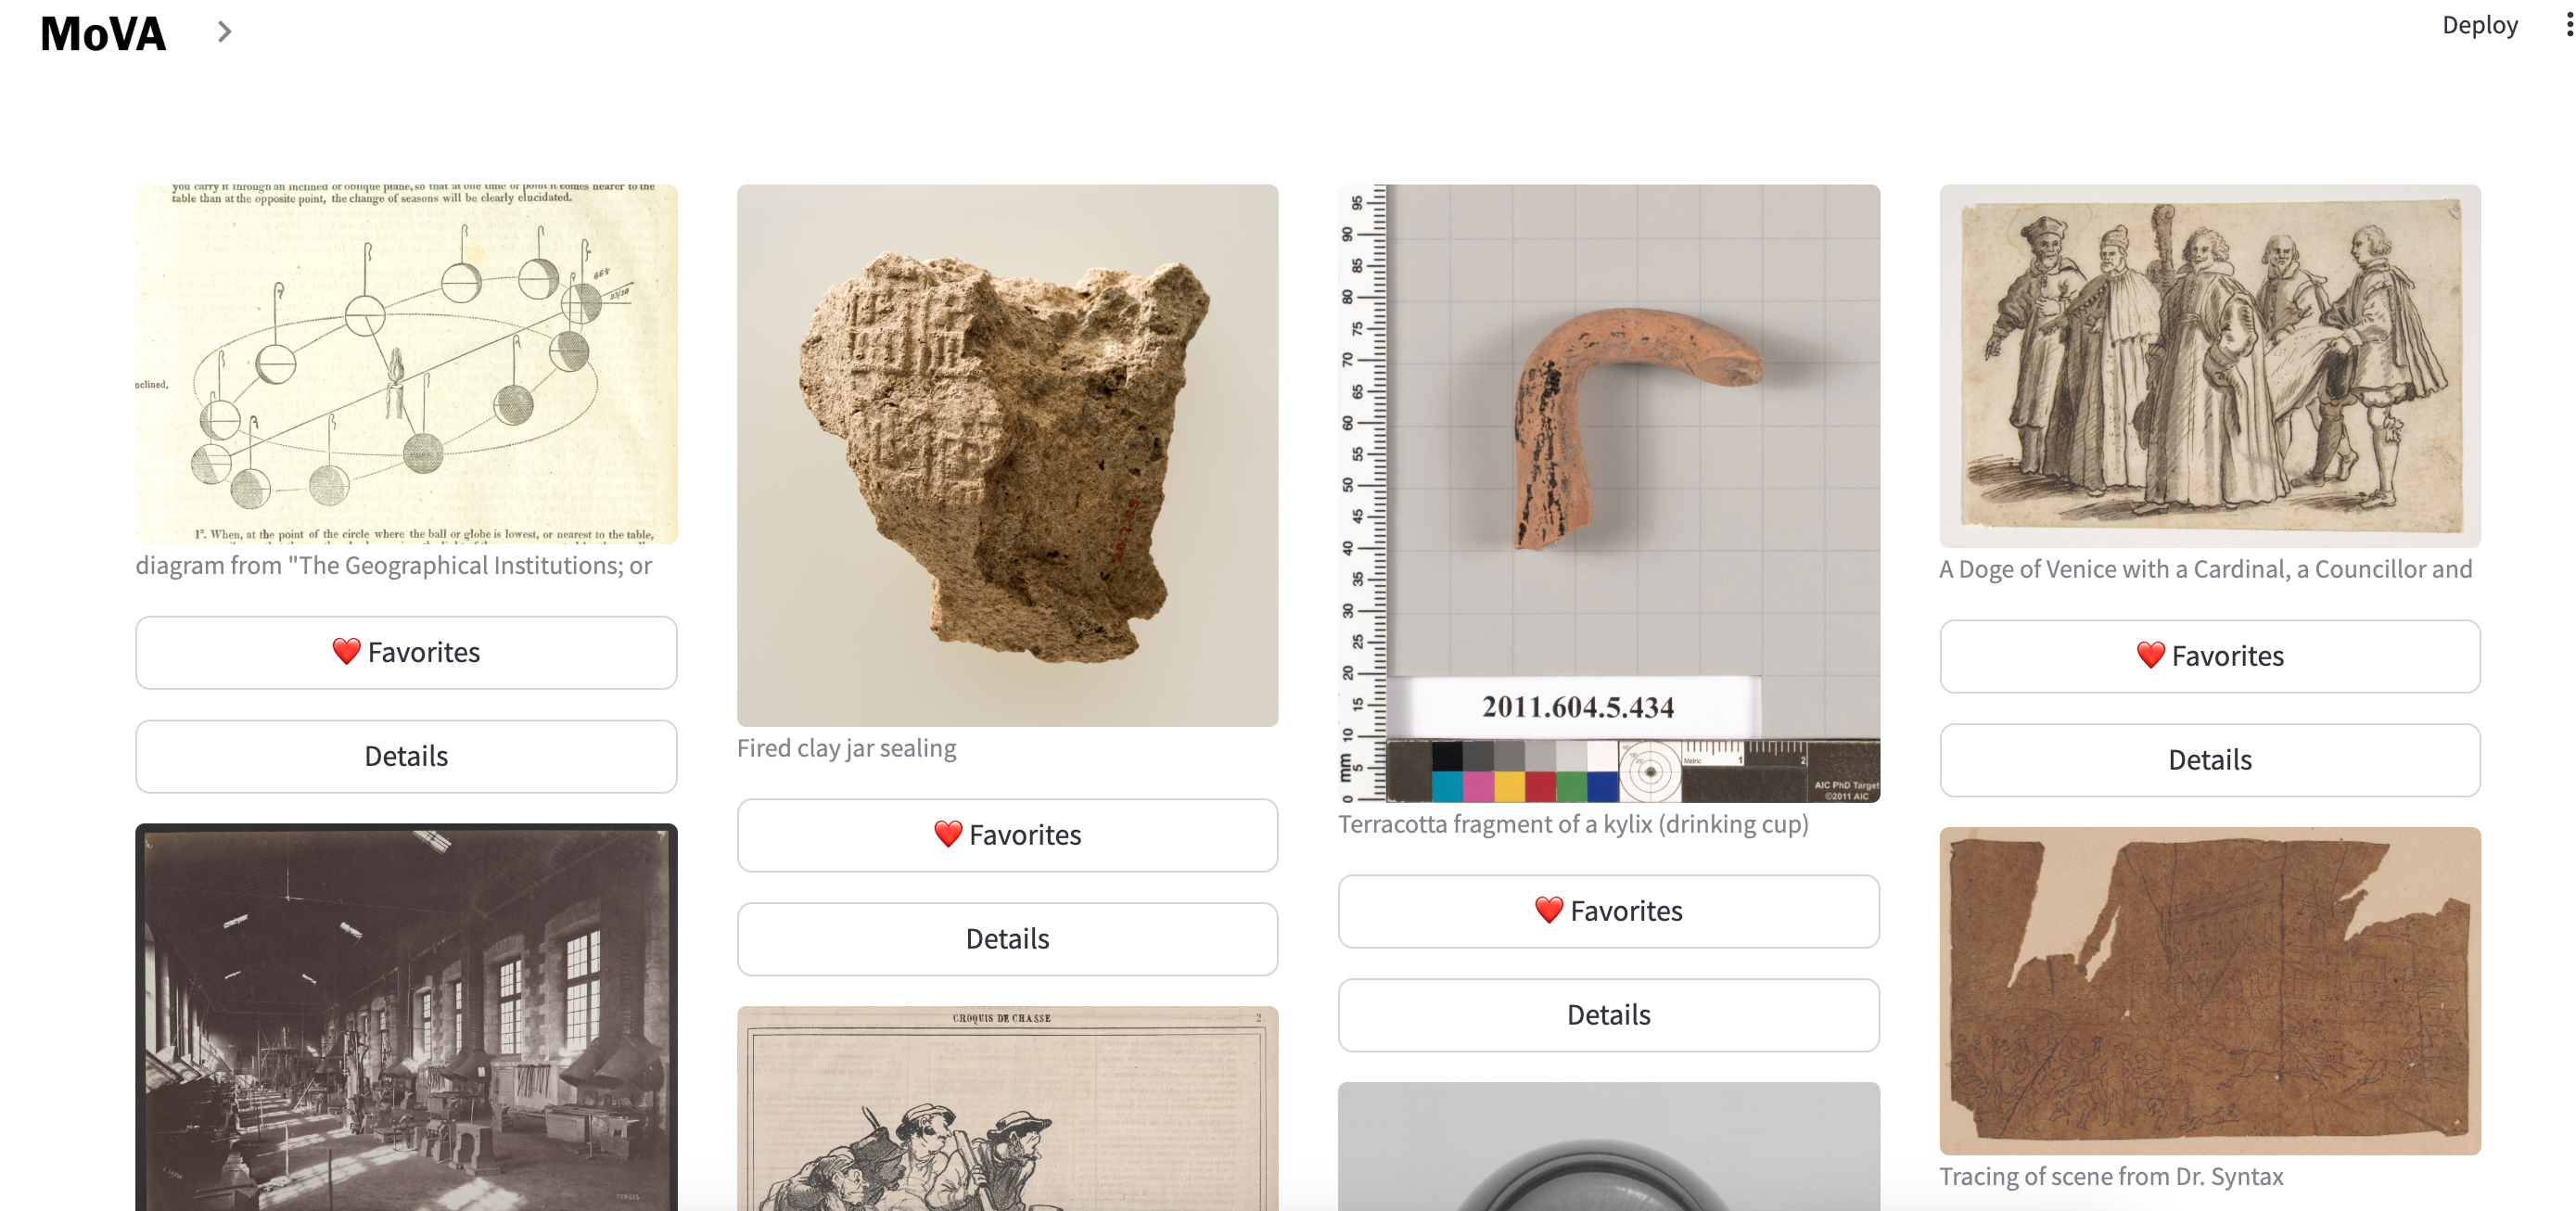 MoVA
Deploy
you carry it through an inclined or oblique plane, so that at one time or point it comes nearer to the
table than at the opposite point, the change of seasons will be clearly elucidated.
66½
nclined.
1°. When, at the point of the circle where the ball or globe is lowest, or nearest to the table,
diagram from "The Geographical Institutions; or
❤️ Favorites
Details
Fired clay jar sealing
❤️ Favorites
Details
CROQUIS DE CHASSE
2.
95
90
85
80
75
70
65
60
55
50
45
40
35
30
25
20
15
10
5
0
mm
2011.604.5.434
Metric
1
2
AIC PhD Target
©2011 AIC
Terracotta fragment of a kylix (drinking cup)
❤️ Favorites
Details
A Doge of Venice with a Cardinal, a Councillor and
❤️ Favorites
Details
Tracing of scene from Dr. Syntax